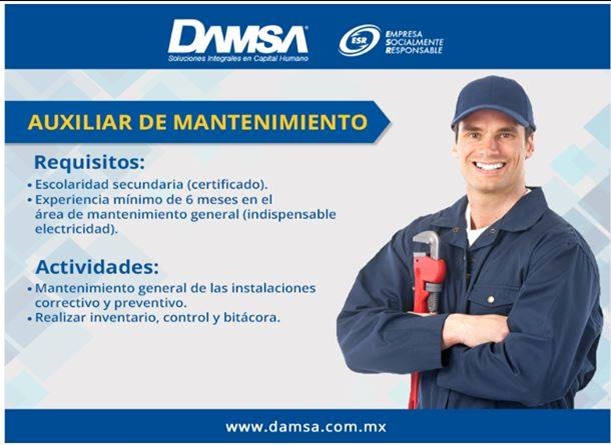 DAMSA®
Soluciones Integrales en Capital Humano
ESR®
EMPRESA
SOCIALMENTE
RESPONSABLE
AUXILIAR DE MANTENIMIENTO
Requisitos:
• Escolaridad secundaria (certificado).
• Experiencia mínimo de 6 meses en el
área de mantenimiento general (indispensable
electricidad).
Actividades:
• Mantenimiento general de las instalaciones
correctivo y preventivo.
• Realizar inventario, control y bitácora.
www.damsa.com.mx